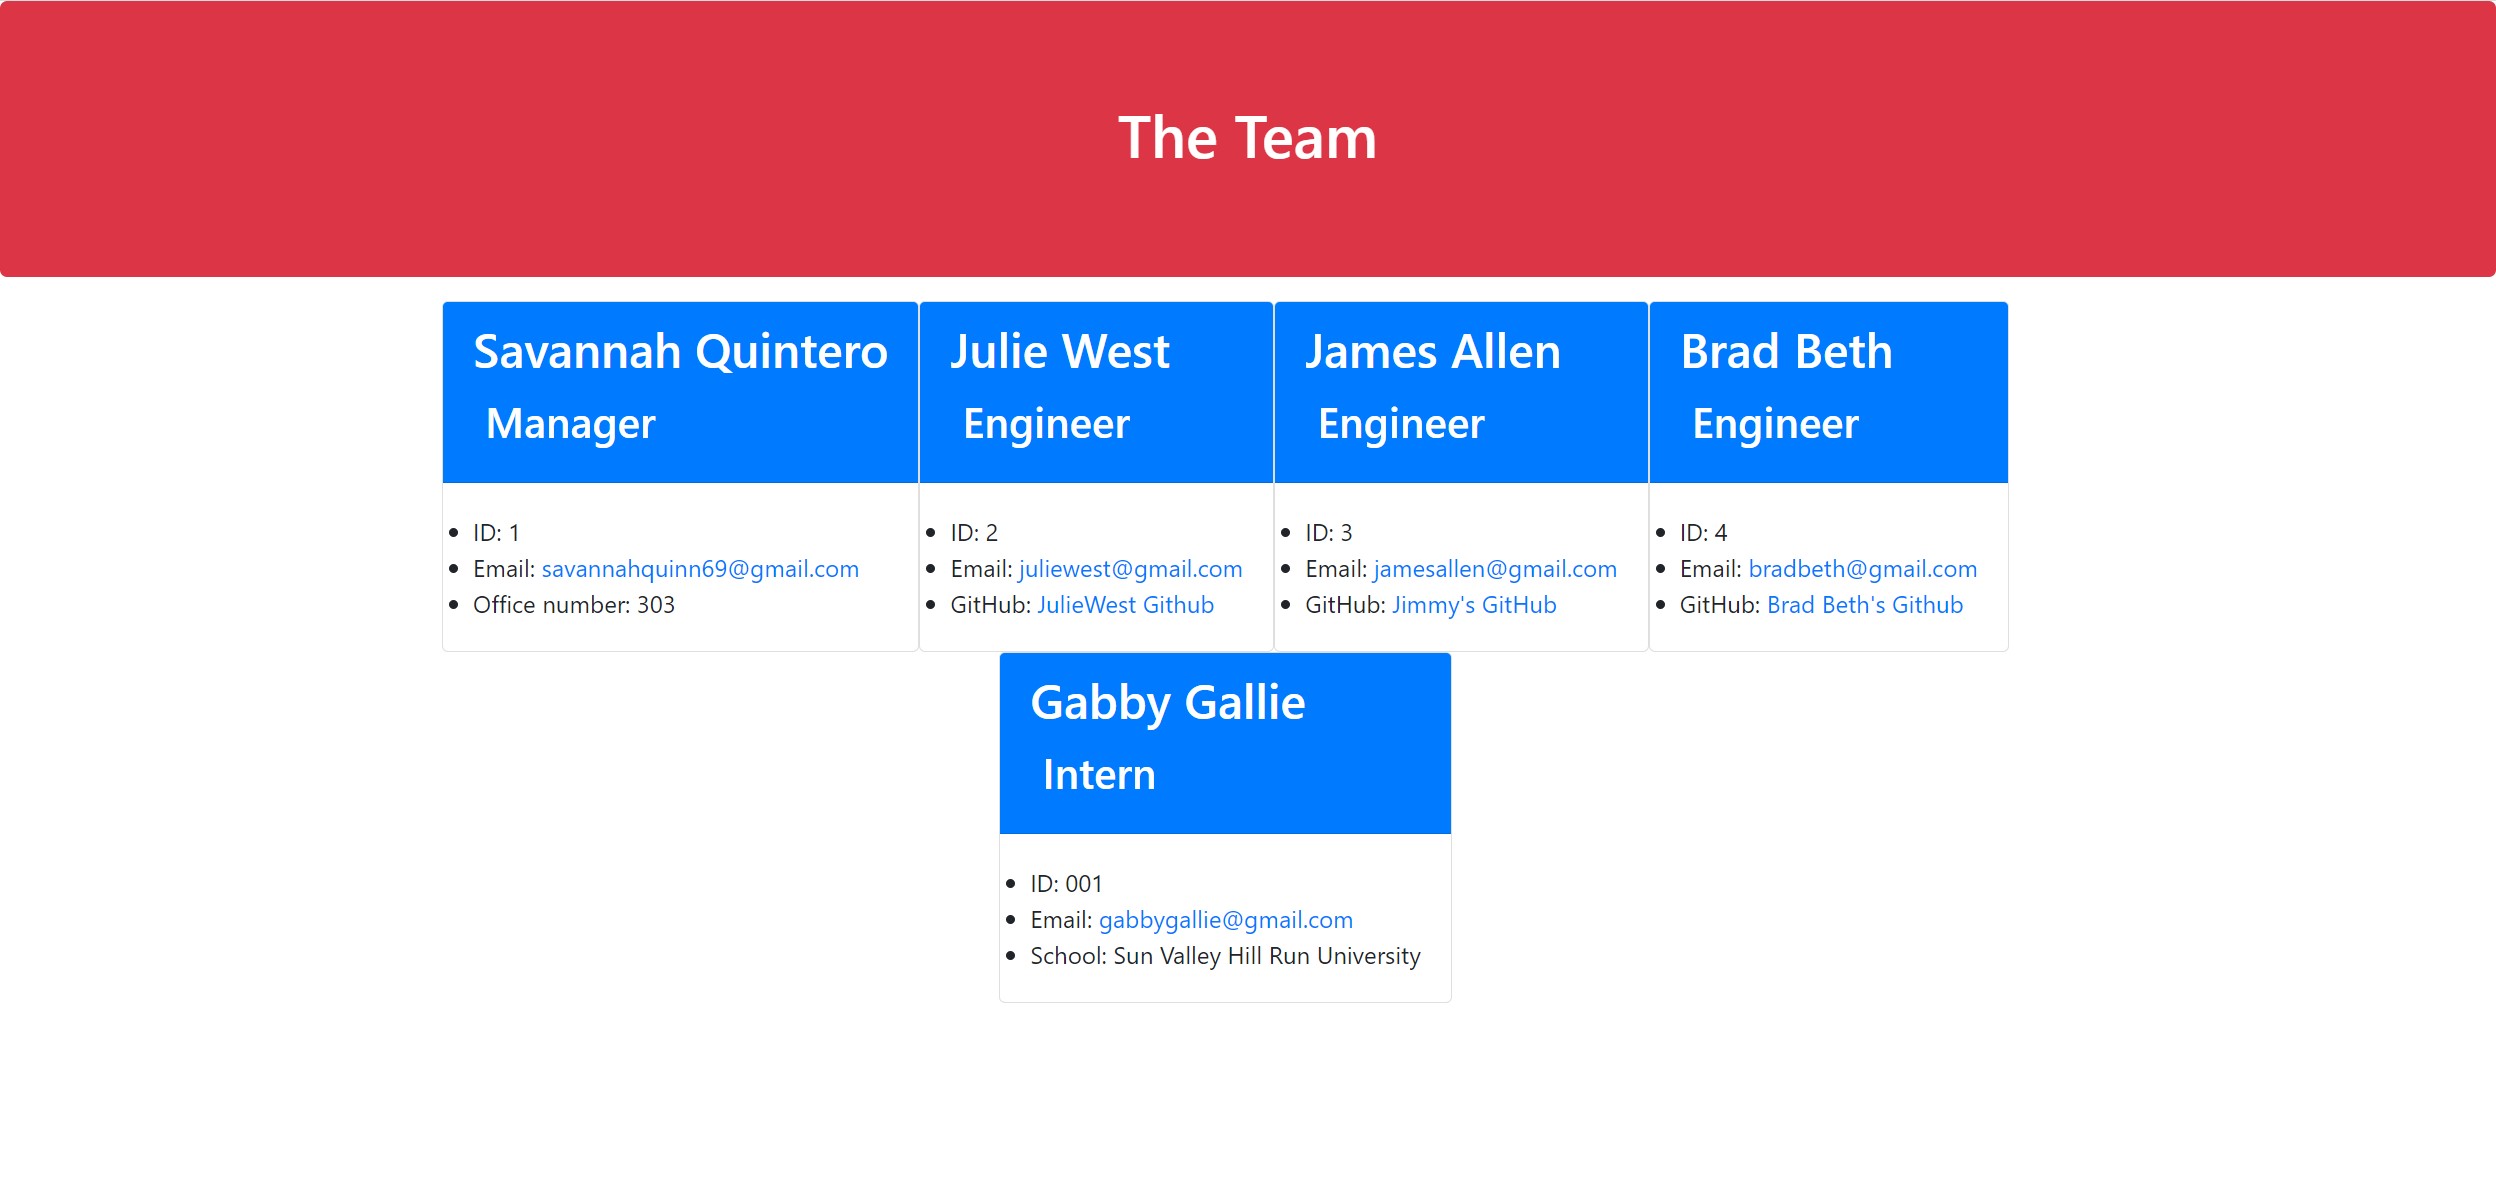 The Team
Savannah Quintero
Manager
ID: 1
Email: savannahquinn69@gmail.com
Office number: 303
Julie West
Engineer
ID: 2
Email: juliewest@gmail.com
GitHub: JulieWest Github
James Allen
Engineer
ID: 3
Email: jamesallen@gmail.com
GitHub: Jimmy's GitHub
Brad Beth
Engineer
ID: 4
Email: bradbeth@gmail.com
GitHub: Brad Beth's Github
Gabby Gallie
Intern
ID: 001
Email: gabbygallie@gmail.com
School: Sun Valley Hill Run University